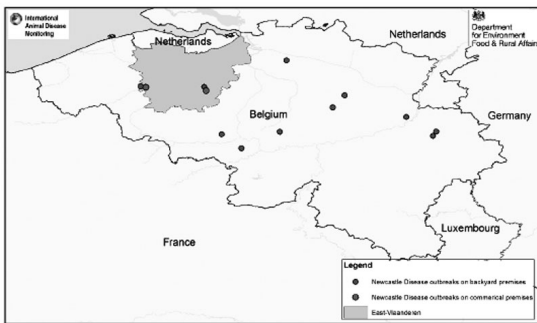 International
Animal Disease
Monitoring
Department
for Environment
Food & Rural Affairs
Netherlands
Netherlands
Belgium
Germany
France
Luxembourg
Legend
Newcastle Disease outbreaks on backyard premises
Newcastle Disease outbreaks on commerical premises
East-Vlaanderen